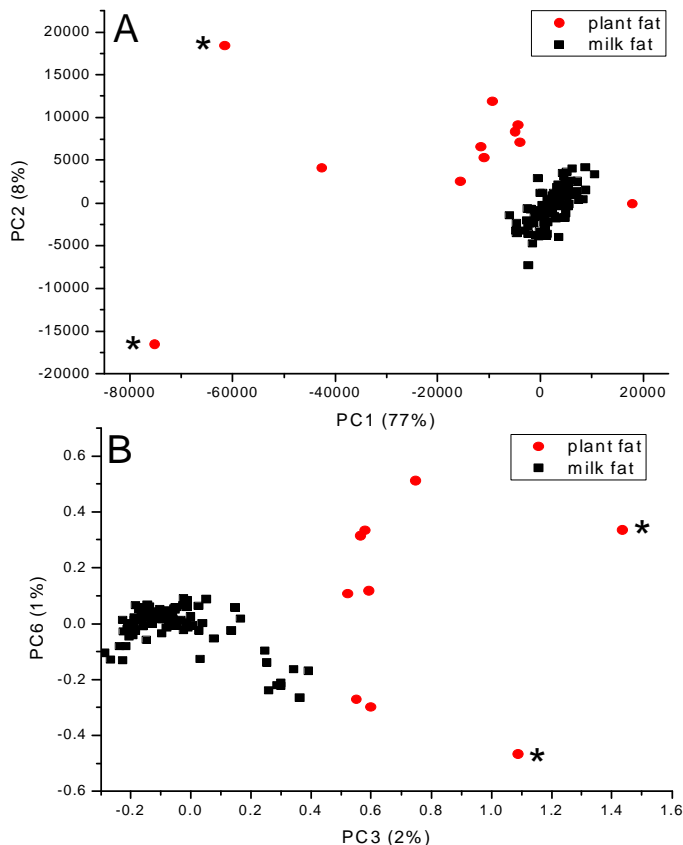 A
plant fat
milk fat
*
*
20000
15000
10000
5000
0
-5000
-10000
-15000
-20000
PC2 (8%)
-80000 -60000 -40000 -20000 0 20000
PC1 (77%)
B
plant fat
milk fat
*
*
0.6
0.4
0.2
0.0
-0.2
-0.4
-0.6
PC6 (1%)
-0.2 0.0 0.2 0.4 0.6 0.8 1.0 1.2 1.4 1.6
PC3 (2%)